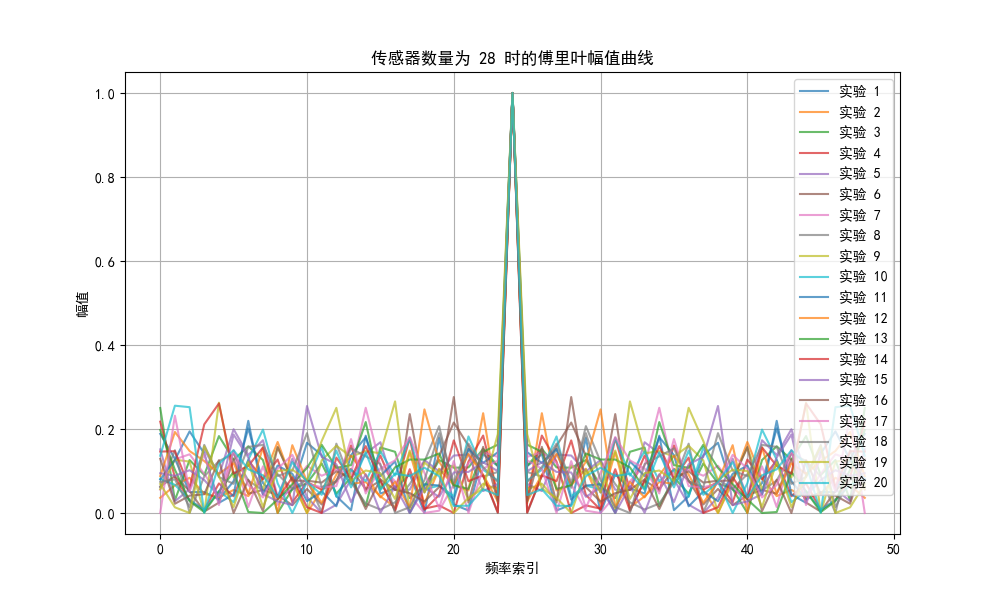 传感器数量为 28 时的傅里叶幅值曲线
幅值
1.0
0.8
0.6
0.4
0.2
0.0
0
10
20
30
40
50
频率索引
实验 1
实验 2
实验 3
实验 4
实验 5
实验 6
实验 7
实验 8
实验 9
实验 10
实验 11
实验 12
实验 13
实验 14
实验 15
实验 16
实验 17
实验 18
实验 19
实验 20